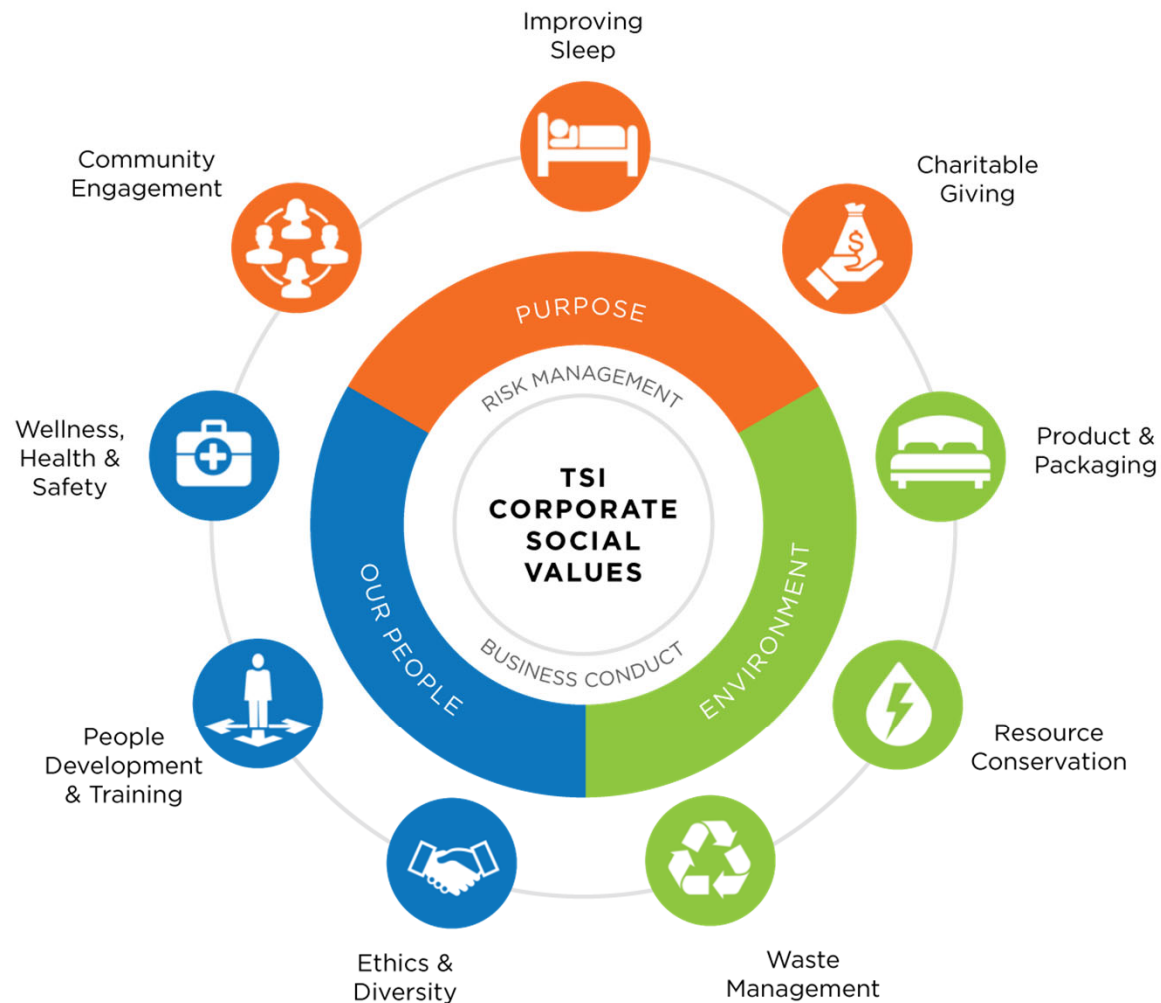 Improving
Sleep
Community
Engagement
Charitable
Giving
PURPOSE
RISK MANAGEMENT
Wellness,
Health &
Safety
Product &
Packaging
TSI
CORPORATE
SOCIAL
VALUES
OUR PEOPLE
ENVIRONMENT
BUSINESS CONDUCT
People
Development
& Training
Resource
Conservation
Ethics &
Diversity
Waste
Management
$